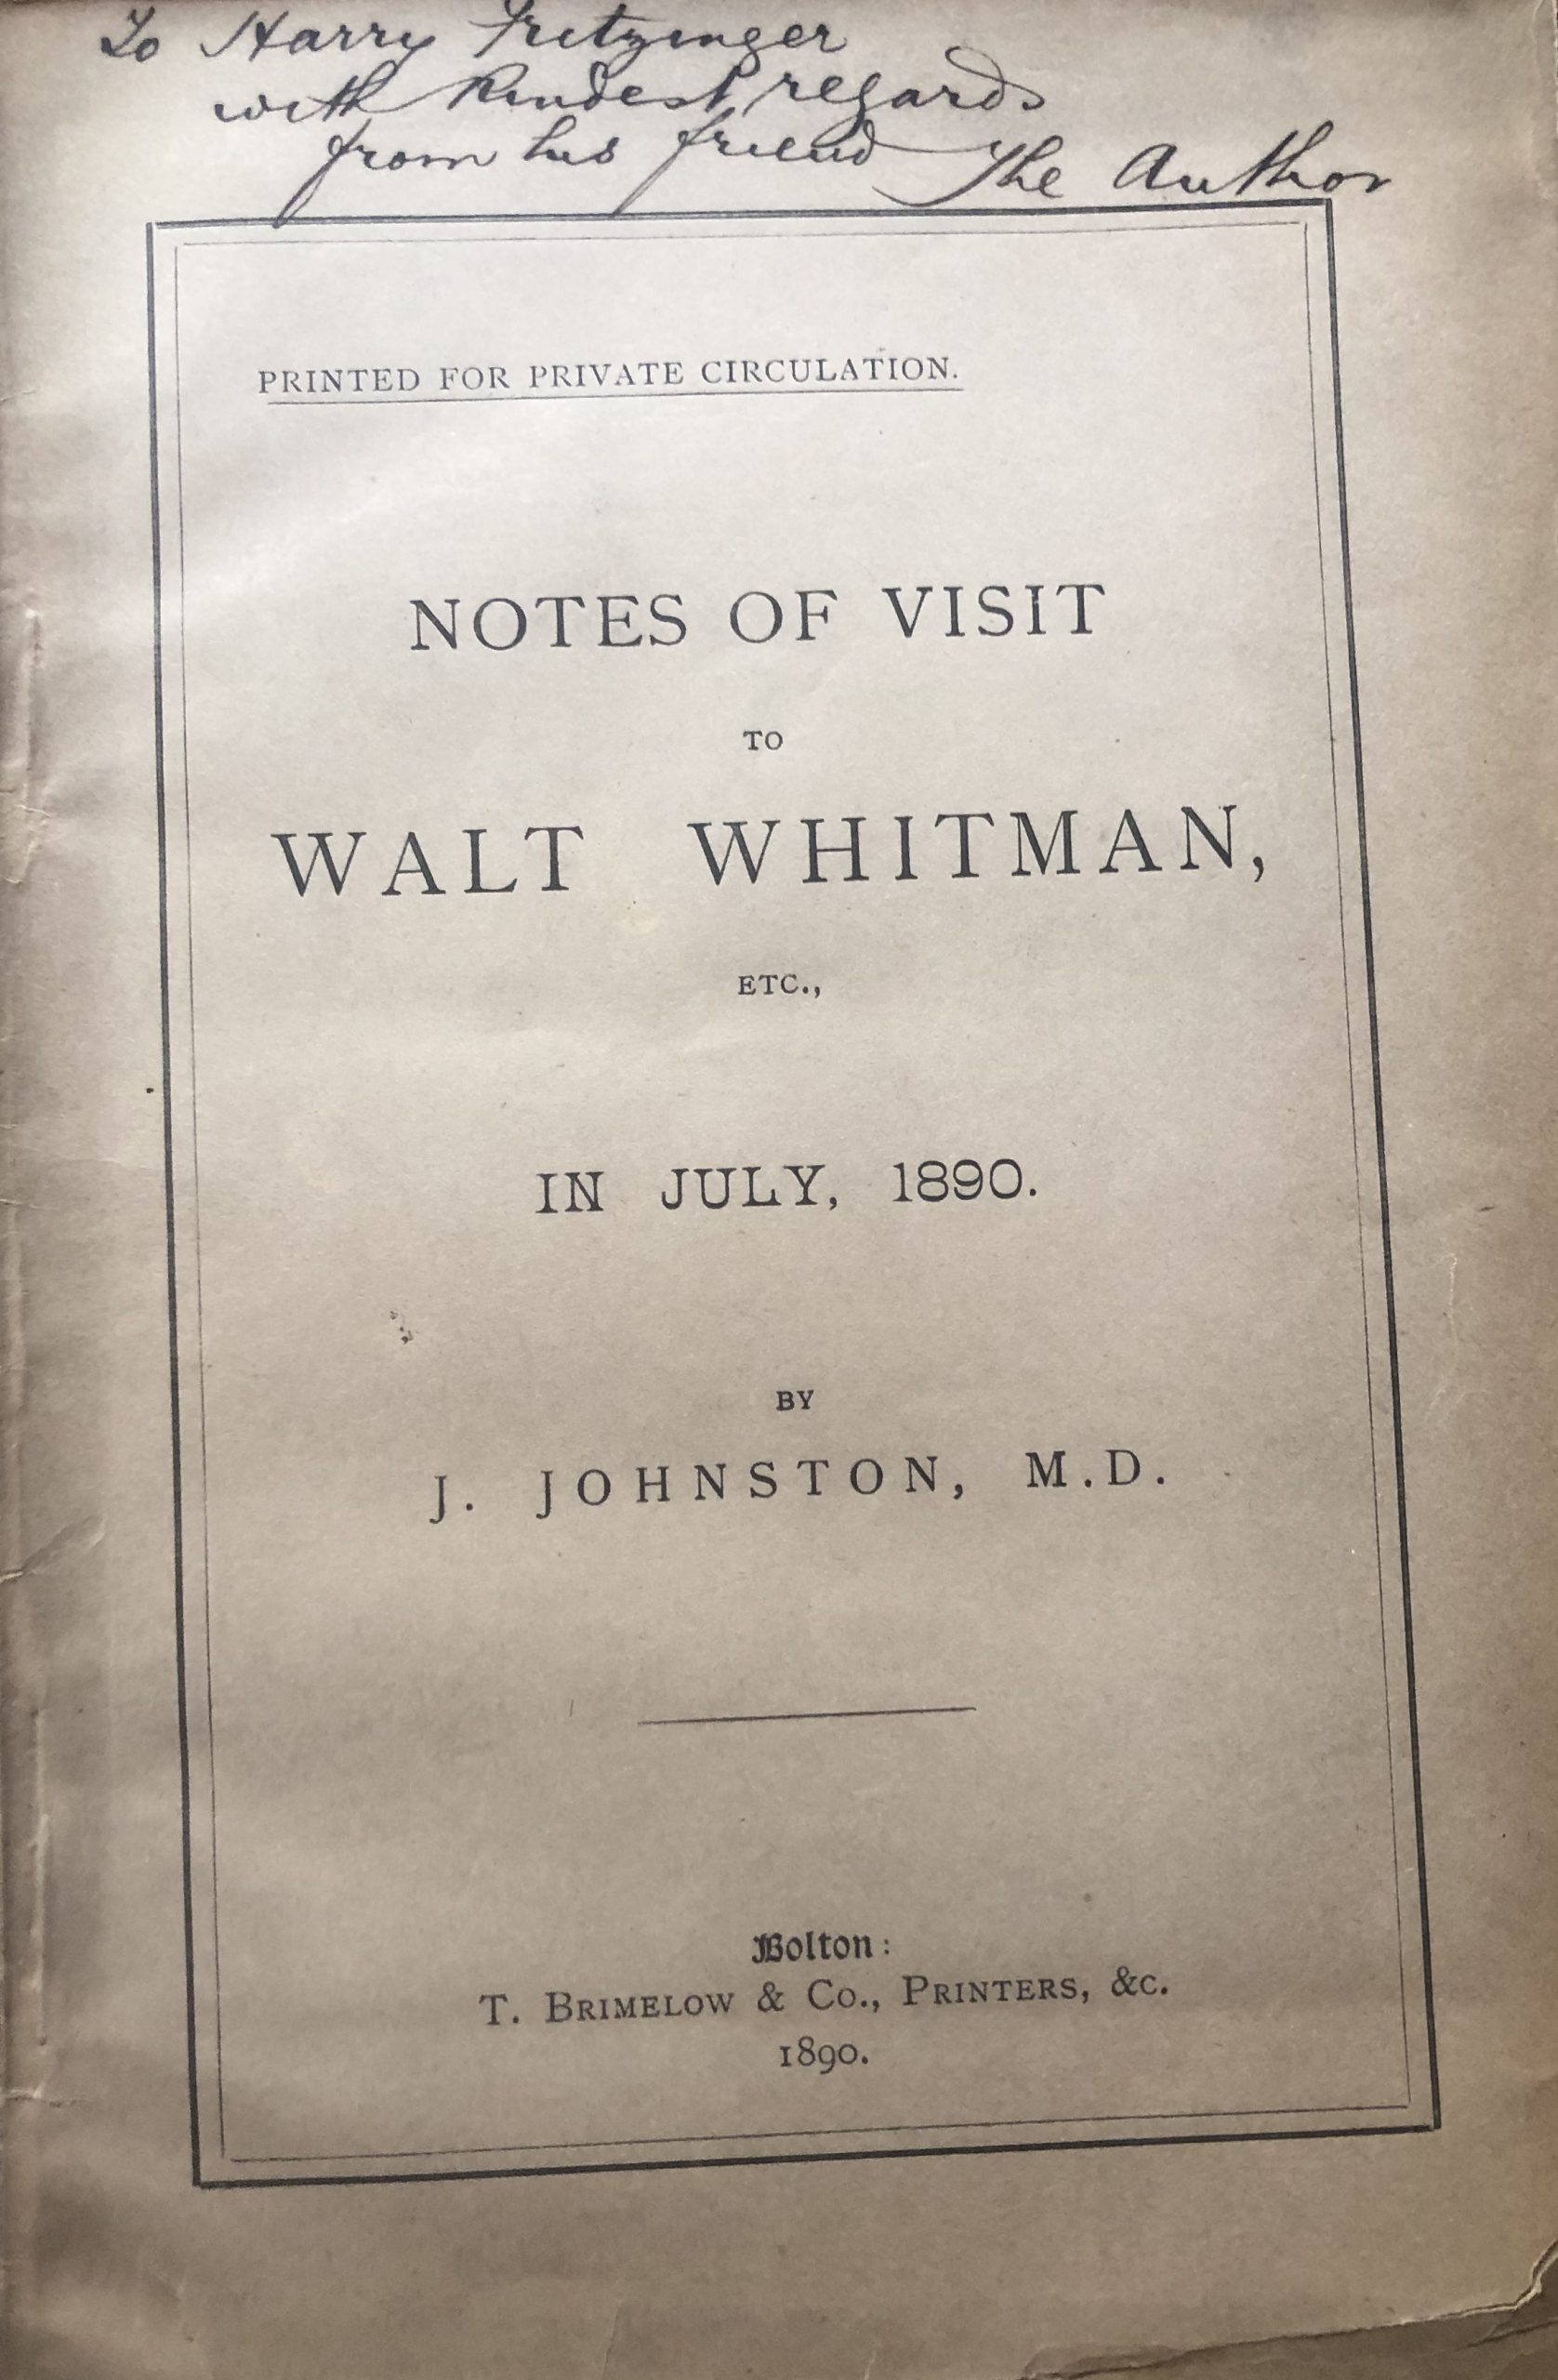 To Harry Fritzinger
with kindest regards
from his friend The Author
PRINTED FOR PRIVATE CIRCULATION.
NOTES OF VISIT
TO
WALT WHITMAN,
ETC.,
IN JULY, 1890.
BY
J. JOHNSTON, M.D.
Bolton:
T. BRIMELOW & CO., PRINTERS, &c.
1890.